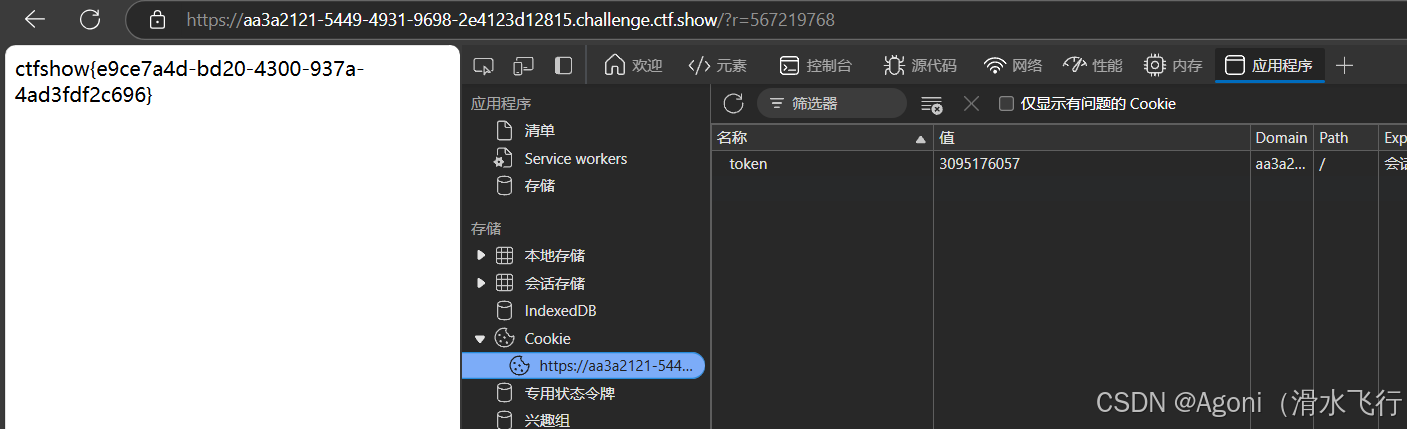 https://aa3a2121-5449-4931-9698-2e4123d12815.challenge.ctf.show/?r=567219768
ctfshow{e9ce7a4d-bd20-4300-937a-
4ad3fdf2c696}
欢迎 元素 控制台 源代码 网络 性能 内存 应用程序
应用程序
清单
Service workers
存储
存储
本地存储
会话存储
IndexedDB
Cookie
https://aa3a2121-544...
专用状态令牌
兴趣组
筛选器 仅显示有问题的 Cookie
名称 值 Domain Path Exp
token 3095176057 aa3a2... / 会话
CSDN @Agoni（滑水飞行